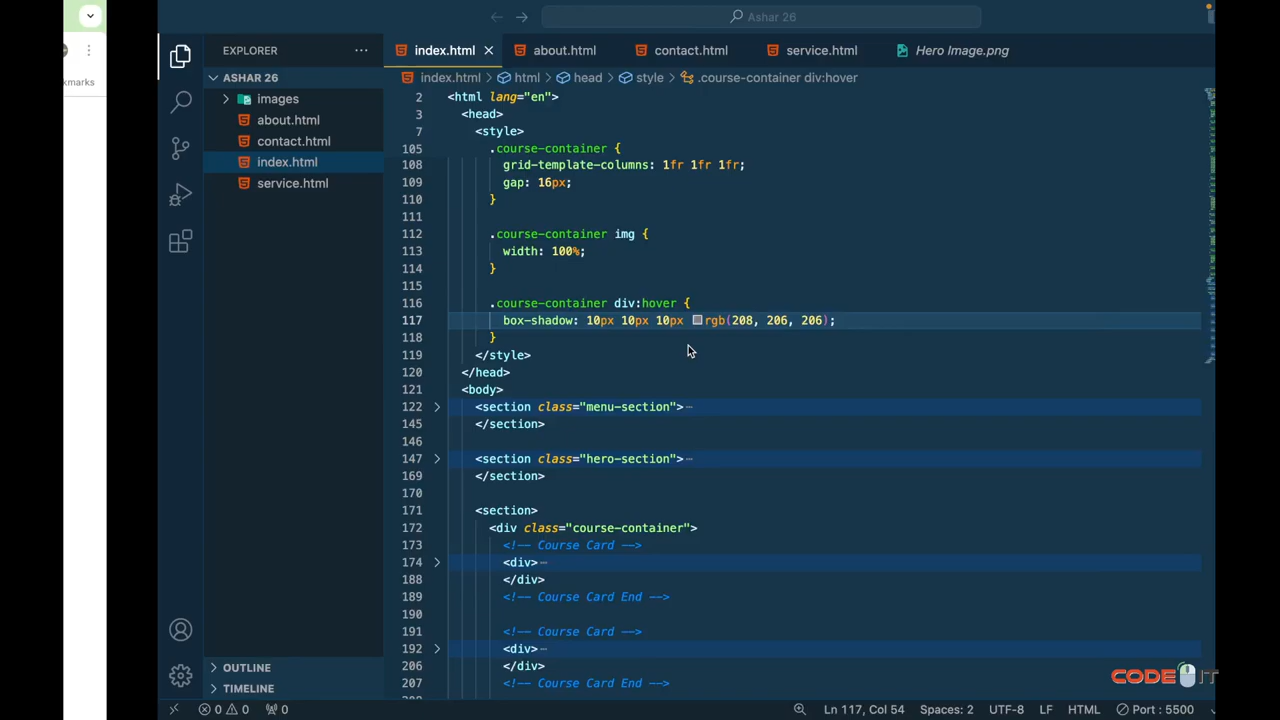 Ashar 26
EXPLORER
index.html
about.html
contact.html
service.html
Hero Image.png
kmarks
ASHAR 26
index.html
html
head
style
.course-container div:hover
images
about.html
contact.html
index.html
service.html
2 <html lang="en">
3 <head>
7 <style>
105 .course-container {
108 grid-template-columns: 1fr 1fr 1fr;
109 gap: 16px;
110 }
111
112 .course-container img {
113 width: 100%;
114 }
115
116 .course-container div:hover {
117 box-shadow: 10px 10px 10px rgb(208, 206, 206);
118 }
119 </style>
120 </head>
121 <body>
122 <section class="menu-section">
145 </section>
146
147 <section class="hero-section">
169 </section>
170
171 <section>
172 <div class="course-container">
173 <!-- Course Card -->
174 <div>
188 </div>
189 <!-- Course Card End -->
190
191 <!-- Course Card -->
192 <div>
206 </div>
207 <!-- Course Card End -->
OUTLINE
TIMELINE
CODE IT
0 0 0
Ln 117, Col 54
Spaces: 2
UTF-8
LF
HTML
Port : 5500